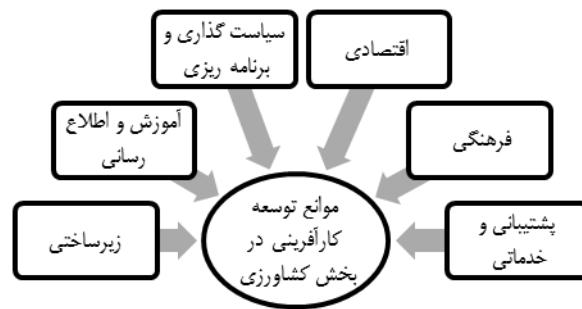 سیاست گذاری و
برنامه ریزی
اقتصادی
آموزش و اطلاع
رسانی
فرهنگی
زیرساختی
موانع توسعه
کارآفرینی در
بخش کشاورزی
پشتیبانی و
خدماتی